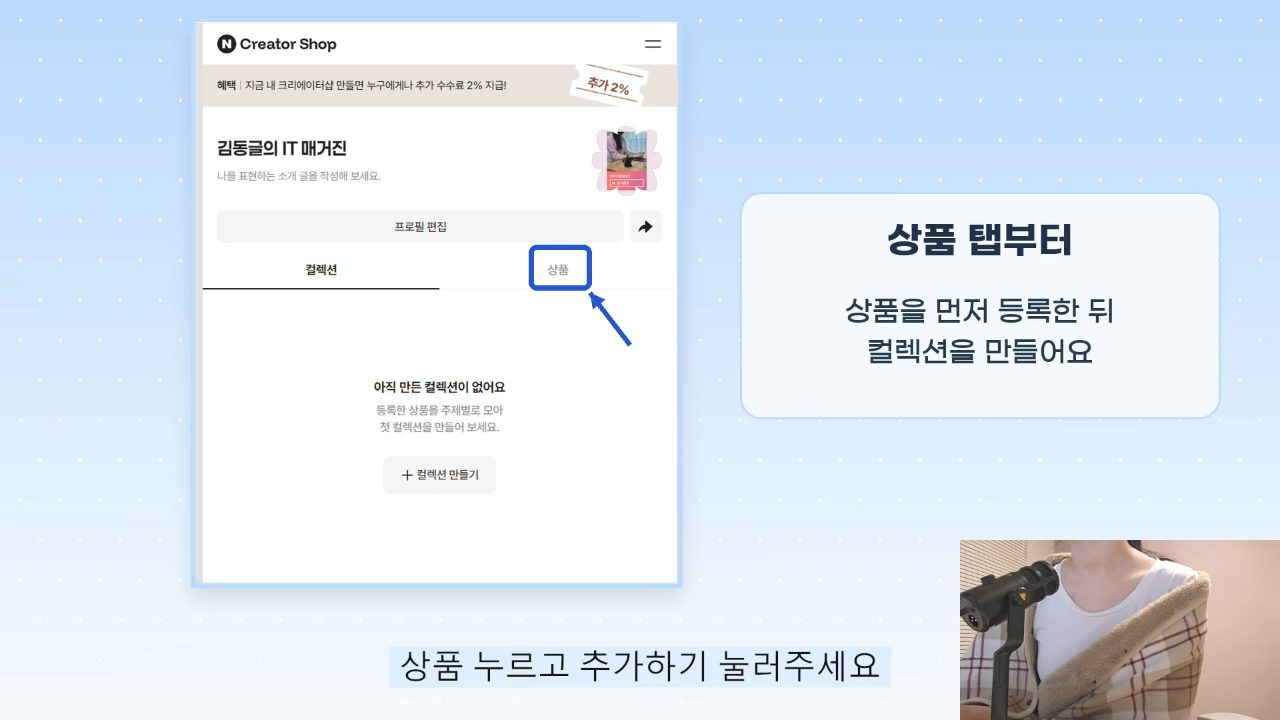 N Creator Shop
혜택 | 지금 내 크리에이터샵 만들면 누구에게나 추가 수수료 2% 지급!
추가 2%
김동글의 IT 매거진
나를 표현하는 소개 글을 작성해 보세요.
프로필 편집
컬렉션
상품
아직 만든 컬렉션이 없어요
등록한 상품을 주제별로 모아
첫 컬렉션을 만들어 보세요.
+ 컬렉션 만들기
상품 탭부터
상품을 먼저 등록한 뒤
컬렉션을 만들어요
상품 누르고 추가하기 눌러주세요